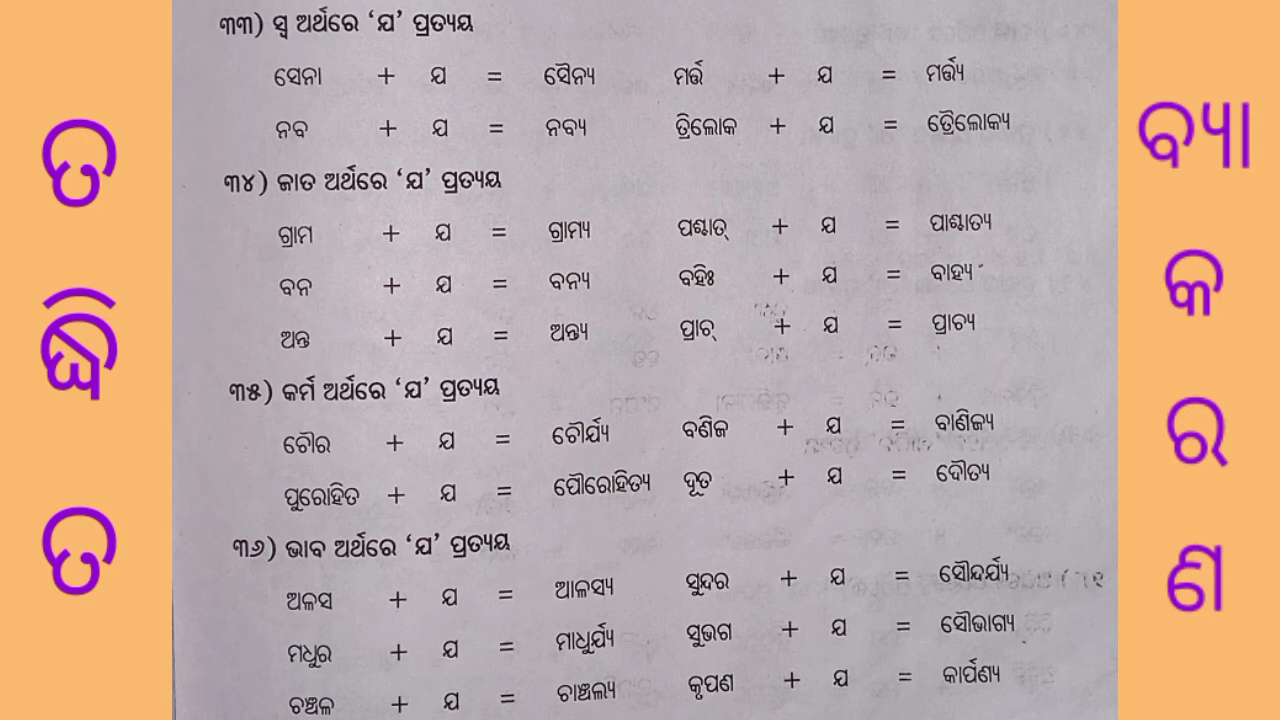 ତ
ଦ୍ଧି
ତ
୩୩) ସ୍ୱ ଅର୍ଥରେ ‘ଯ’ ପ୍ରତ୍ୟୟ
ସେନା + ଯ = ସୈନ୍ୟ ମର୍ତ୍ତ + ଯ = ମର୍ତ୍ତ୍ୟ
ନବ + ଯ = ନବ୍ୟ ତ୍ରିଲୋକ + ଯ = ତ୍ରୈଲୋକ୍ୟ
୩୪) ଜାତ ଅର୍ଥରେ ‘ଯ’ ପ୍ରତ୍ୟୟ
ଗ୍ରାମ + ଯ = ଗ୍ରାମ୍ୟ ପଶ୍ଚାତ୍ + ଯ = ପାଶ୍ଚାତ୍ୟ
ବନ + ଯ = ବନ୍ୟ ବହିଃ + ଯ = ବାହ୍ୟ
ଅନ୍ତ + ଯ = ଅନ୍ତ୍ୟ ପ୍ରାଚ୍ + ଯ = ପ୍ରାଚ୍ୟ
୩୫) କର୍ମ ଅର୍ଥରେ ‘ଯ’ ପ୍ରତ୍ୟୟ
ଚୌର + ଯ = ଚୌର୍ଯ୍ୟ ବଣିଜ + ଯ = ବାଣିଜ୍ୟ
ପୁରୋହିତ + ଯ = ପୌରୋହିତ୍ୟ ଦୂତ + ଯ = ଦୌତ୍ୟ
୩୬) ଭାବ ଅର୍ଥରେ ‘ଯ’ ପ୍ରତ୍ୟୟ
ଅଳସ + ଯ = ଆଳସ୍ୟ ସୁନ୍ଦର + ଯ = ସୌନ୍ଦର୍ଯ୍ୟ
ମଧୁର + ଯ = ମାଧୁର୍ଯ୍ୟ ସୁଭଗ + ଯ = ସୌଭାଗ୍ୟ
ଚଞ୍ଚଳ + ଯ = ଚାଞ୍ଚଲ୍ୟ କୃପଣ + ଯ = କାର୍ପଣ୍ୟ
ବ୍ୟା
କ
ର
ଣ